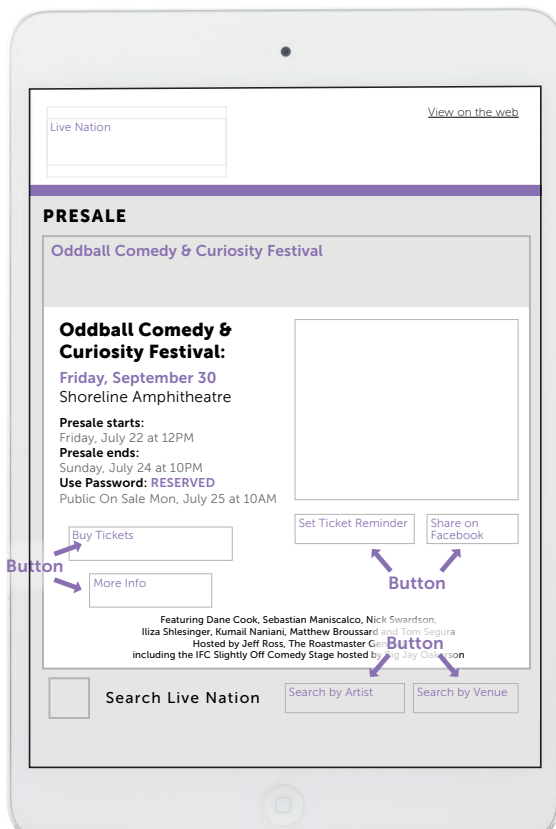 View on the web
Live Nation
PRESALE
Oddball Comedy & Curiosity Festival
Oddball Comedy &
Curiosity Festival:
Friday, September 30
Shoreline Amphitheatre
Presale starts:
Friday, July 22 at 12PM
Presale ends:
Sunday, July 24 at 10PM
Use Password: RESERVED
Public On Sale Mon, July 25 at 10AM
Buy Tickets
More Info
Button
Set Ticket Reminder
Share on
Facebook
Button
Featuring Dane Cook, Sebastian Maniscalco, Nick Swardson,
Iliza Shlesinger, Kumail Naniani, Matthew Broussard and Tom Segura
Hosted by Jeff Ross, The Roastmaster
including the IFC Slightly Off Comedy Stage hosted by Big Jay
Button
Search Live Nation
Search by Artist
Search by Venue